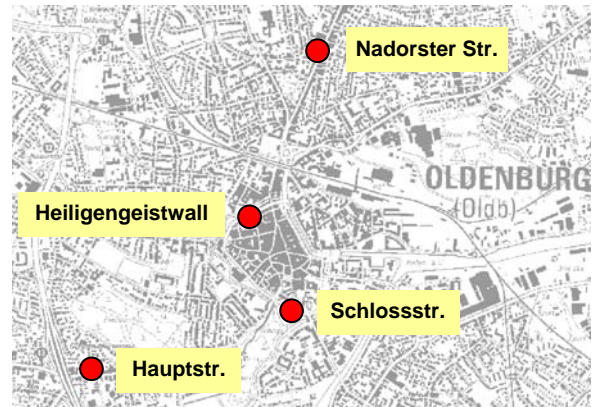 Nadorster Str.
OLDENBURG
(Oldb)
Heiligengeistwall
Schlossstr.
Hauptstr.